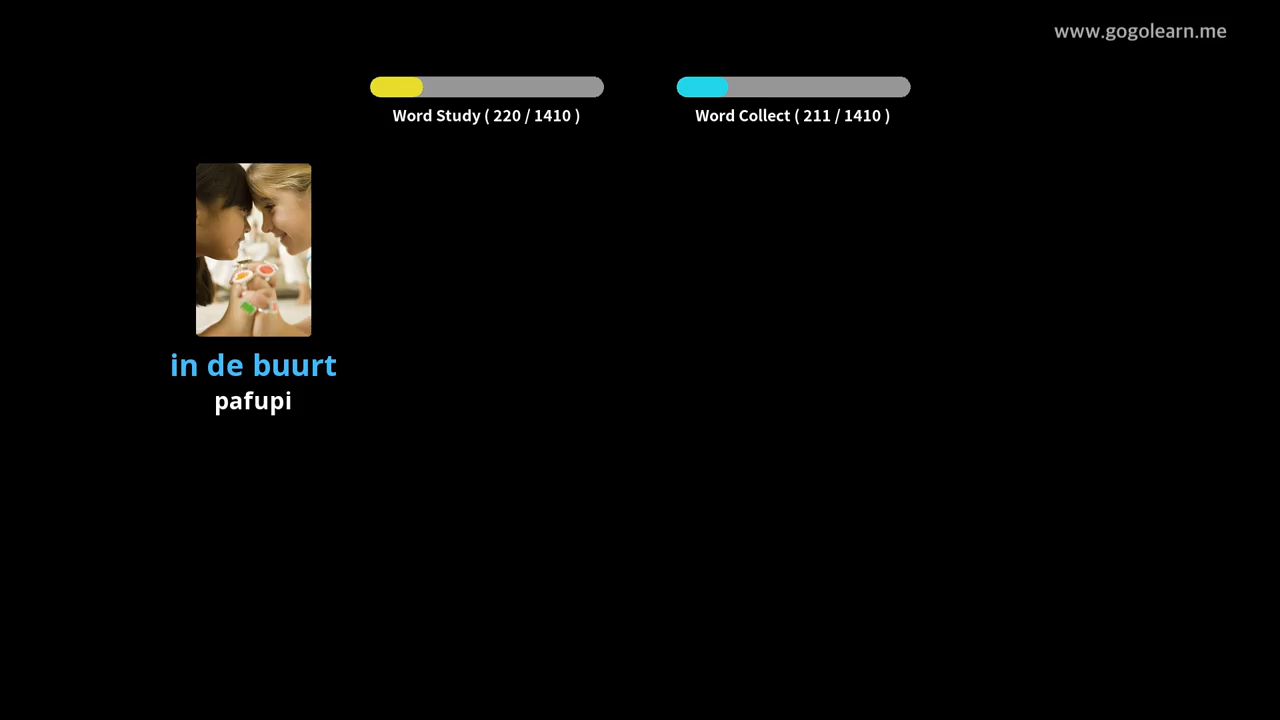 www.gogolearn.me
Word Study ( 220 / 1410 )
Word Collect ( 211 / 1410 )
in de buurt
pafupi